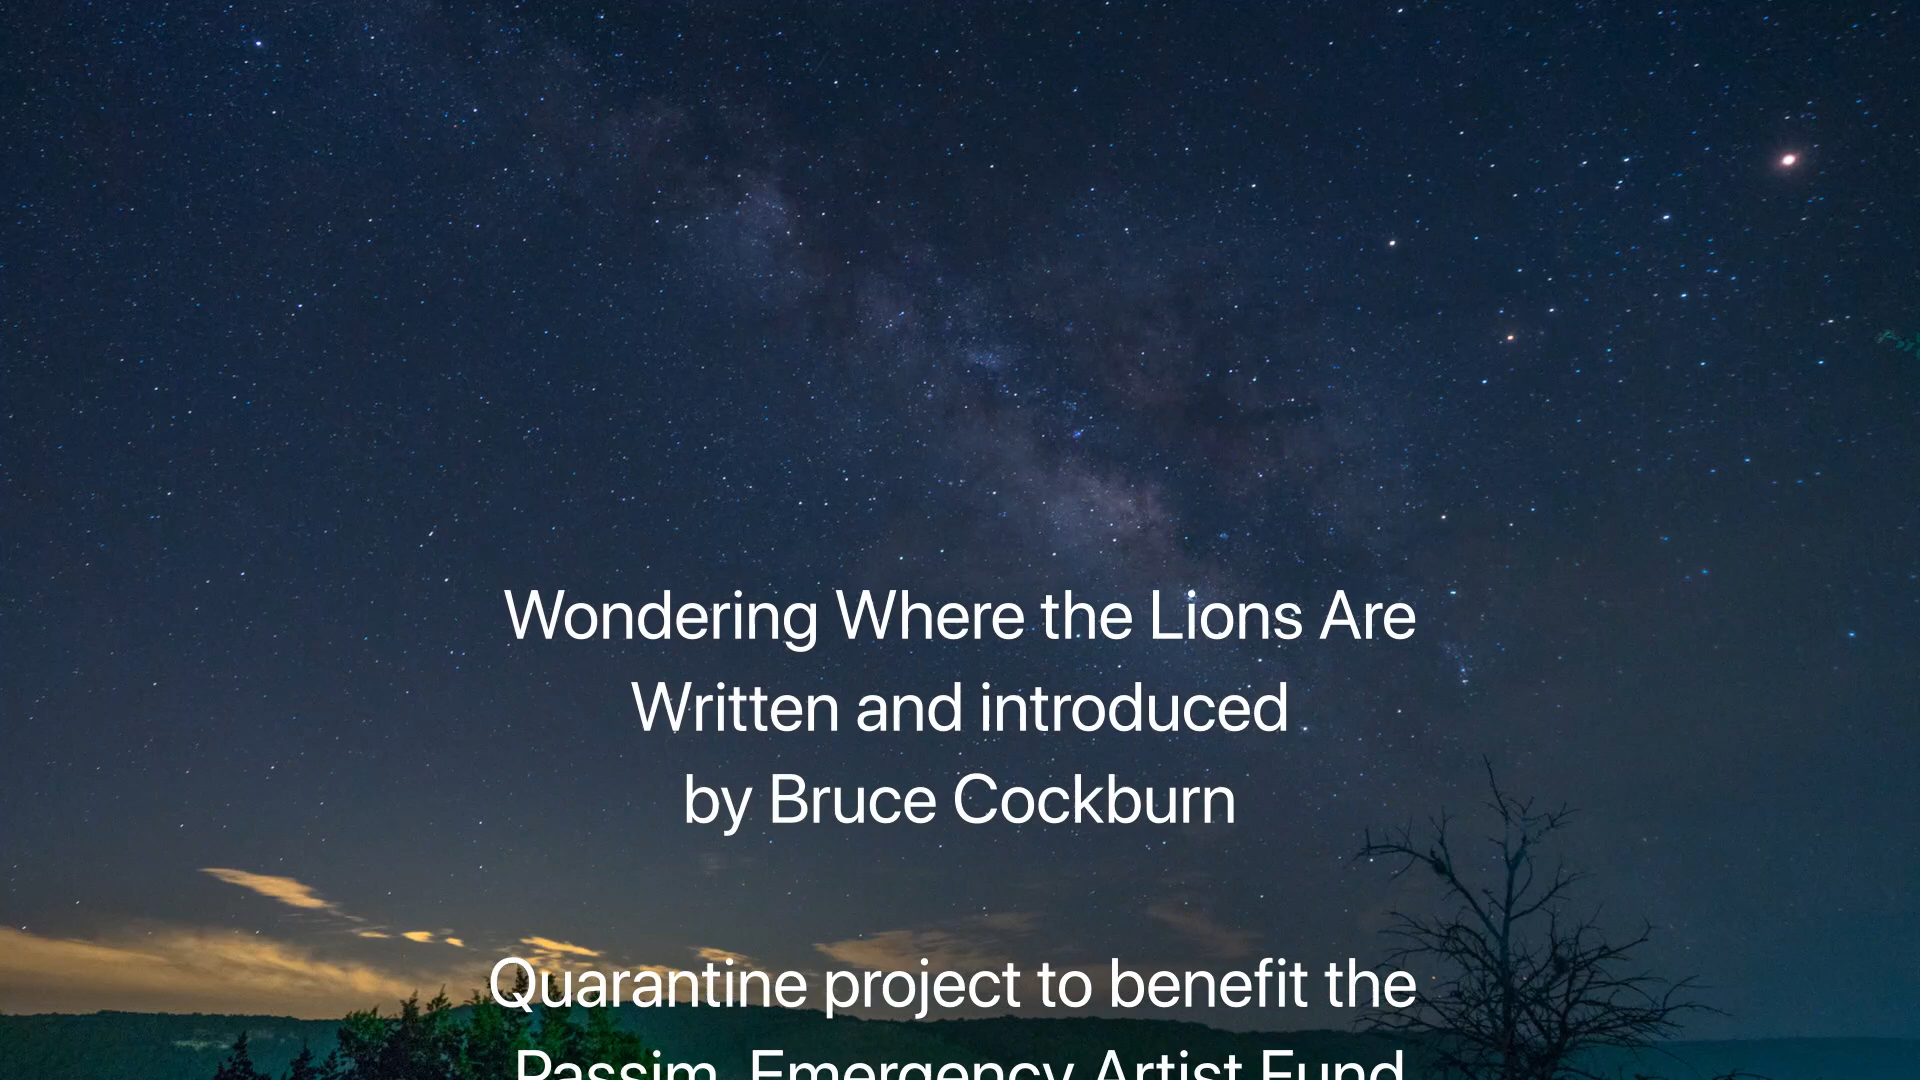 Wondering Where the Lions Are
Written and introduced
by Bruce Cockburn
Quarantine project to benefit the
Passim Emergency Artist Fund